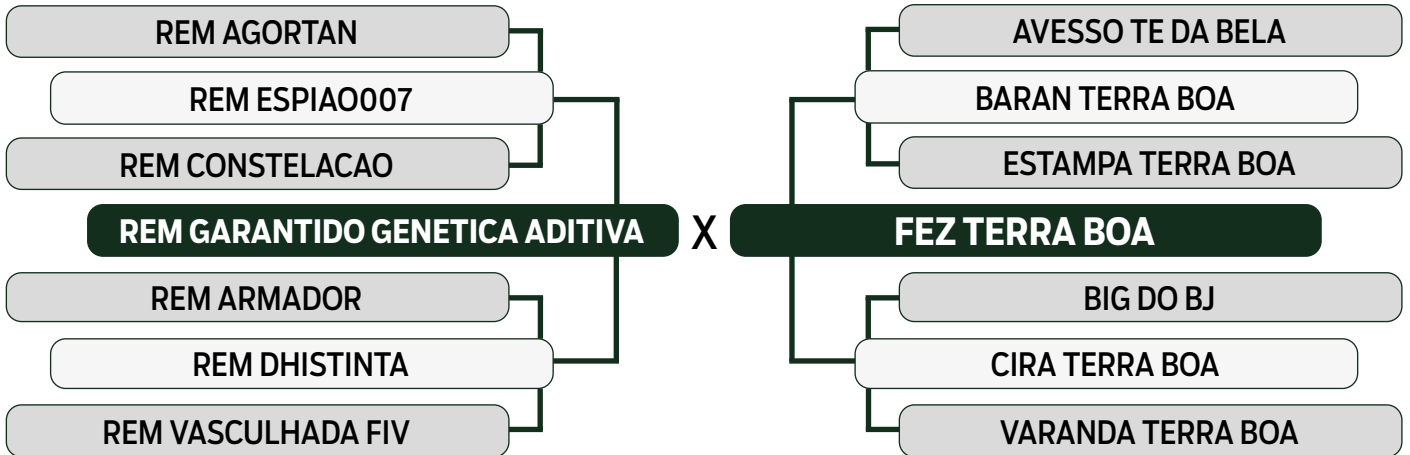 REM AGORTAN
REM ESPIAO007
REM CONSTELACAO
REM GARANTIDO GENETICA ADITIVA
REM ARMADOR
REM DHISTINTA
REM VASCULHADA FIV
X
AVESSO TE DA BELA
BARAN TERRA BOA
ESTAMPA TERRA BOA
FEZ TERRA BOA
BIG DO BJ
CIRA TERRA BOA
VARANDA TERRA BOA